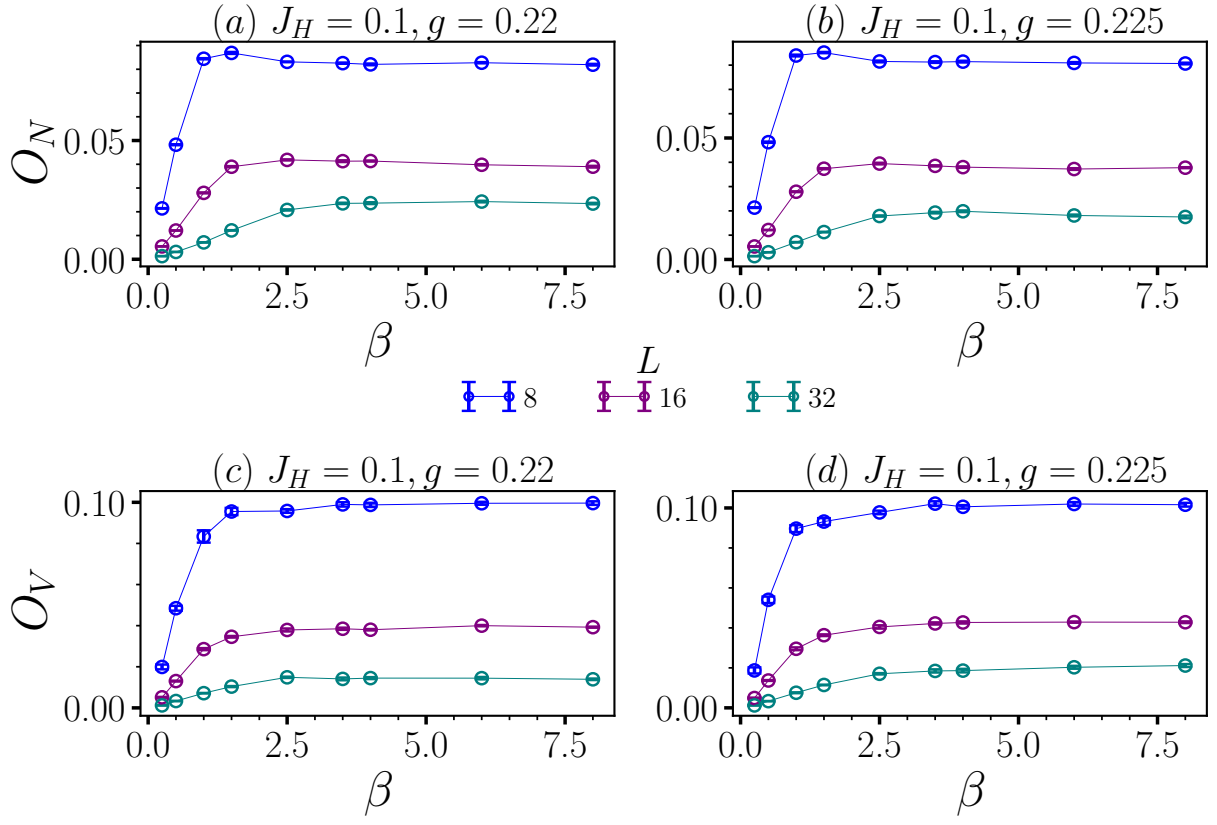 (a) J_H = 0.1, g = 0.22
(b) J_H = 0.1, g = 0.225
O_N
0.05
0.00
0.05
0.00
0.0 2.5 5.0 7.5
0.0 2.5 5.0 7.5
β
β
L
8 16 32
(c) J_H = 0.1, g = 0.22
(d) J_H = 0.1, g = 0.225
O_V
0.10
0.00
0.10
0.00
0.0 2.5 5.0 7.5
0.0 2.5 5.0 7.5
β
β